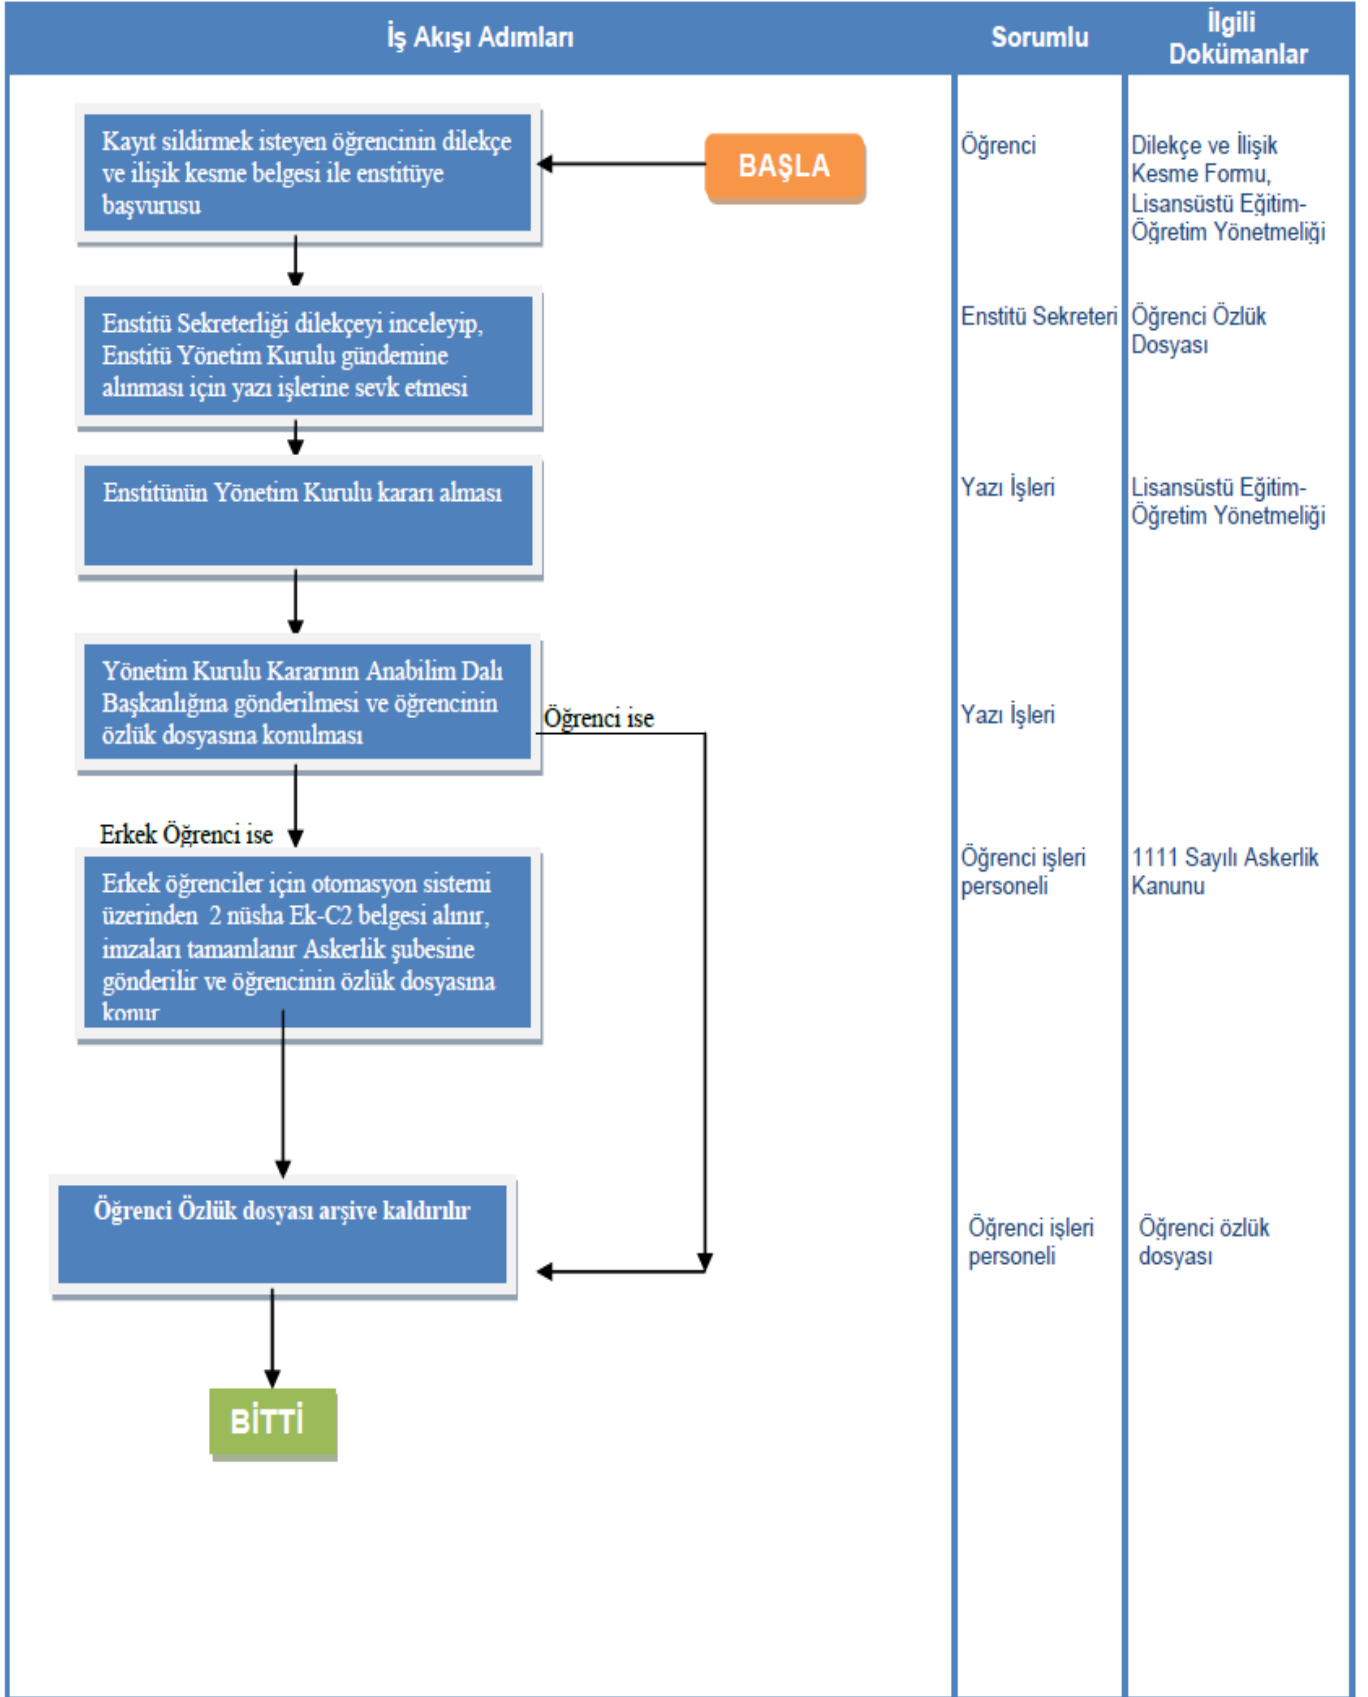 İş Akışı Adımları
Sorumlu
İlgili
Dokümanlar
BAŞLA
Kayıt sildirmek isteyen öğrencinin dilekçe
ve ilişik kesme belgesi ile enstitüye
başvurusu
Öğrenci
Dilekçe ve İlişik
Kesme Formu,
Lisansüstü Eğitim-
Öğretim Yönetmeliği
Enstitü Sekreterliği dilekçeyi inceleyip,
Enstitü Yönetim Kurulu gündemine
alınması için yazı işlerine sevk etmesi
Enstitü Sekreteri
Öğrenci Özlük
Dosyası
Enstitünün Yönetim Kurulu kararı alması
Yazı İşleri
Lisansüstü Eğitim-
Öğretim Yönetmeliği
Yönetim Kurulu Kararının Anabilim Dalı
Başkanlığına gönderilmesi ve öğrencinin
özlük dosyasına konulması
Öğrenci ise
Yazı İşleri
Erkek Öğrenci ise
Erkek öğrenciler için otomasyon sistemi
üzerinden 2 nüsha Ek-C2 belgesi alınır,
imzaları tamamlanır Askerlik şubesine
gönderilir ve öğrencinin özlük dosyasına
konur
Öğrenci işleri
personeli
1111 Sayılı Askerlik
Kanunu
Öğrenci Özlük dosyası arşive kaldırılır
Öğrenci işleri
personeli
Öğrenci özlük
dosyası
BİTTİ